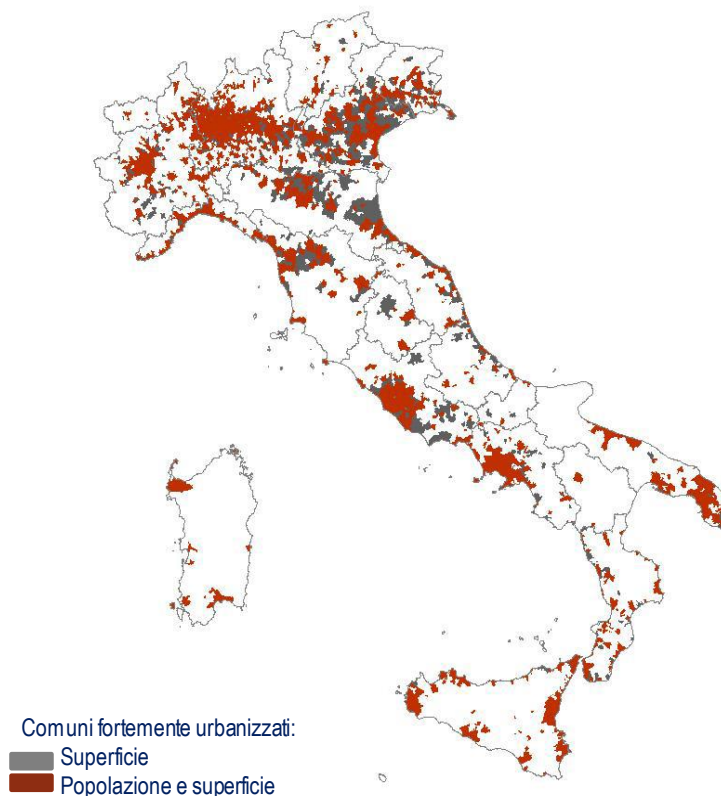 Comuni fortemente urbanizzati:
Superficie
Popolazione e superficie